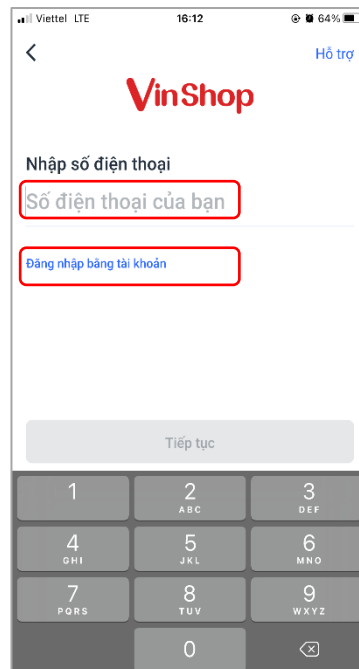 Viettel LTE 16:12 64%
Hỗ trợ
VinShop
Nhập số điện thoại
Số điện thoại của bạn
Đăng nhập bằng tài khoản
Tiếp tục
1 2 3
ABC DEF
4 5 6
GHI JKL MNO
7 8 9
PQRS TUV WXYZ
0